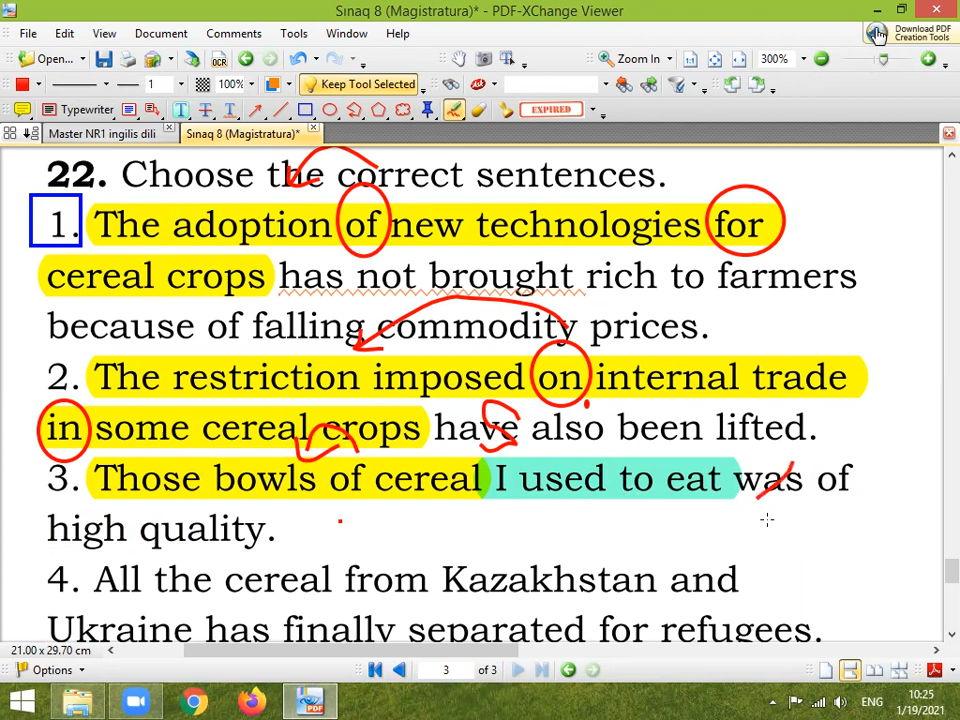 Sınaq 8 (Magistratura)* - PDF-XChange Viewer
File Edit View Document Comments Tools Window Help
Download PDF
Creation Tools
Open... OCR Zoom In 300%
1 100% Keep Tool Selected
Typewriter EXPIRED
Master NR1 ingilis dili Sınaq 8 (Magistratura)*
22. Choose the correct sentences.
1. The adoption of new technologies for
cereal crops has not brought rich to farmers
because of falling commodity prices.
2. The restriction imposed on internal trade
in some cereal crops have also been lifted.
3. Those bowls of cereal I used to eat was of
high quality.
4. All the cereal from Kazakhstan and
Ukraine has finally separated for refugees.
21.00 x 29.70 cm
Options 3 of 3
ENG
10:25
1/19/2021